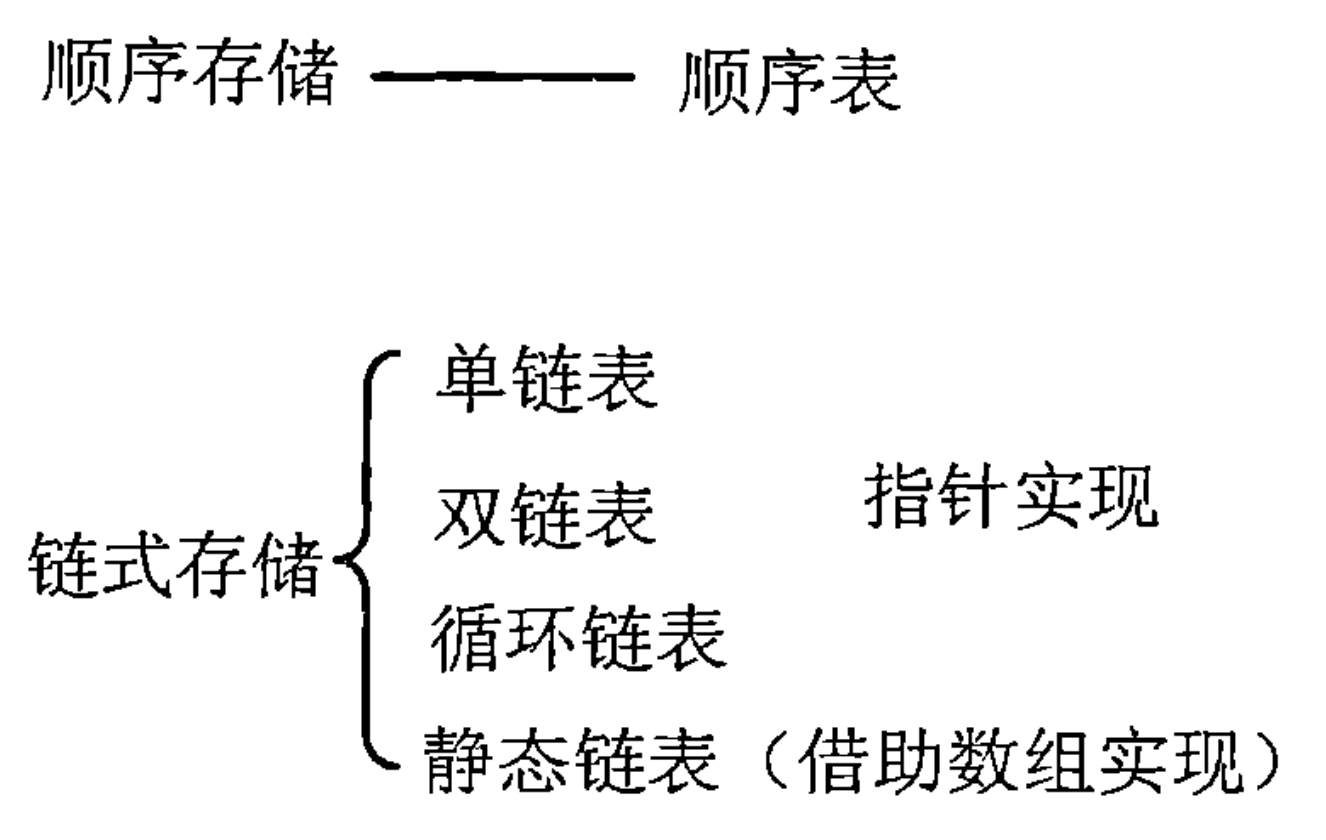 顺序存储 顺序表
单链表
双链表 指针实现
链式存储
循环链表
静态链表（借助数组实现）